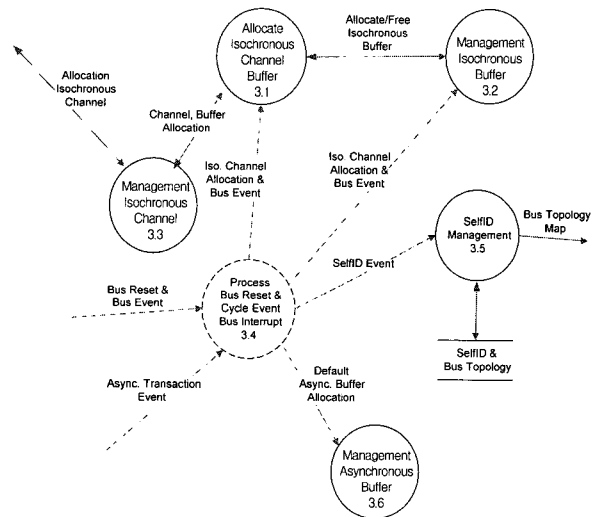 Allocate
Isochronous
Channel
Buffer
3.1
Allocate/Free
Isochronous
Buffer
Management
Isochronous
Buffer
3.2
Allocation
Isochronous
Channel
Channel, Buffer
Allocation
Management
Isochronous
Channel
3.3
Iso. Channel
Allocation &
Bus Event
Iso. Channel
Allocation &
Bus Event
SelfID
Management
3.5
Bus Topology
Map
SelfID Event
Bus Reset &
Bus Event
Process
Bus Reset &
Cycle Event
Bus Interrupt
3.4
SelfID &
Bus Topology
Async. Transaction
Event
Default
Async. Buffer
Allocation
Management
Asynchronous
Buffer
3.6